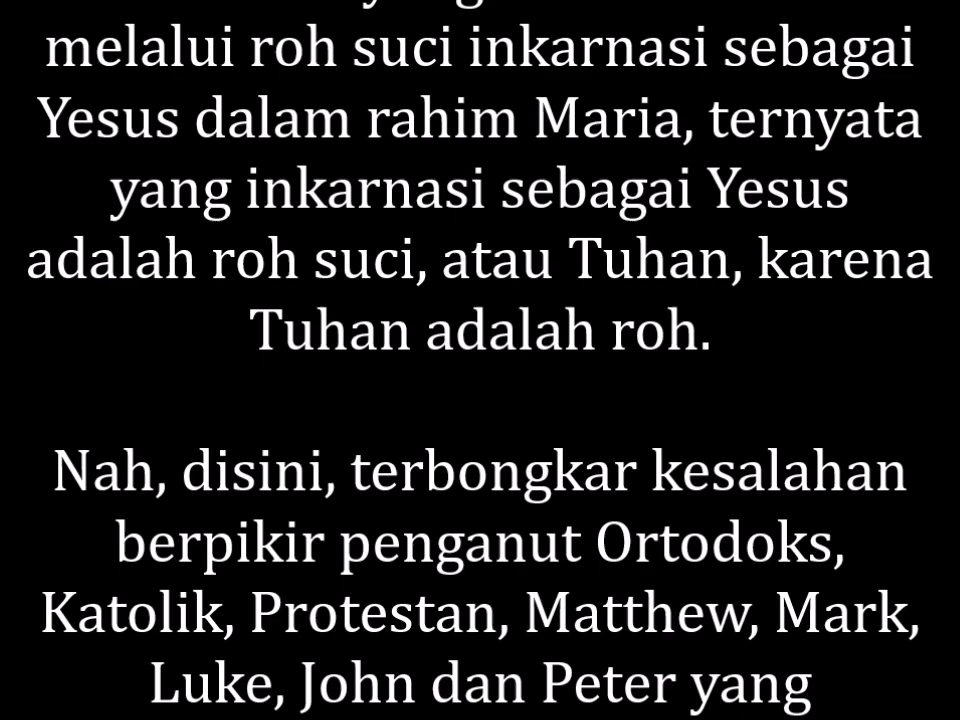 melalui roh suci inkarnasi sebagai
Yesus dalam rahim Maria, ternyata
yang inkarnasi sebagai Yesus
adalah roh suci, atau Tuhan, karena
Tuhan adalah roh.
Nah, disini, terbongkar kesalahan
berpikir penganut Ortodoks,
Katolik, Protestan, Matthew, Mark,
Luke, John dan Peter yang